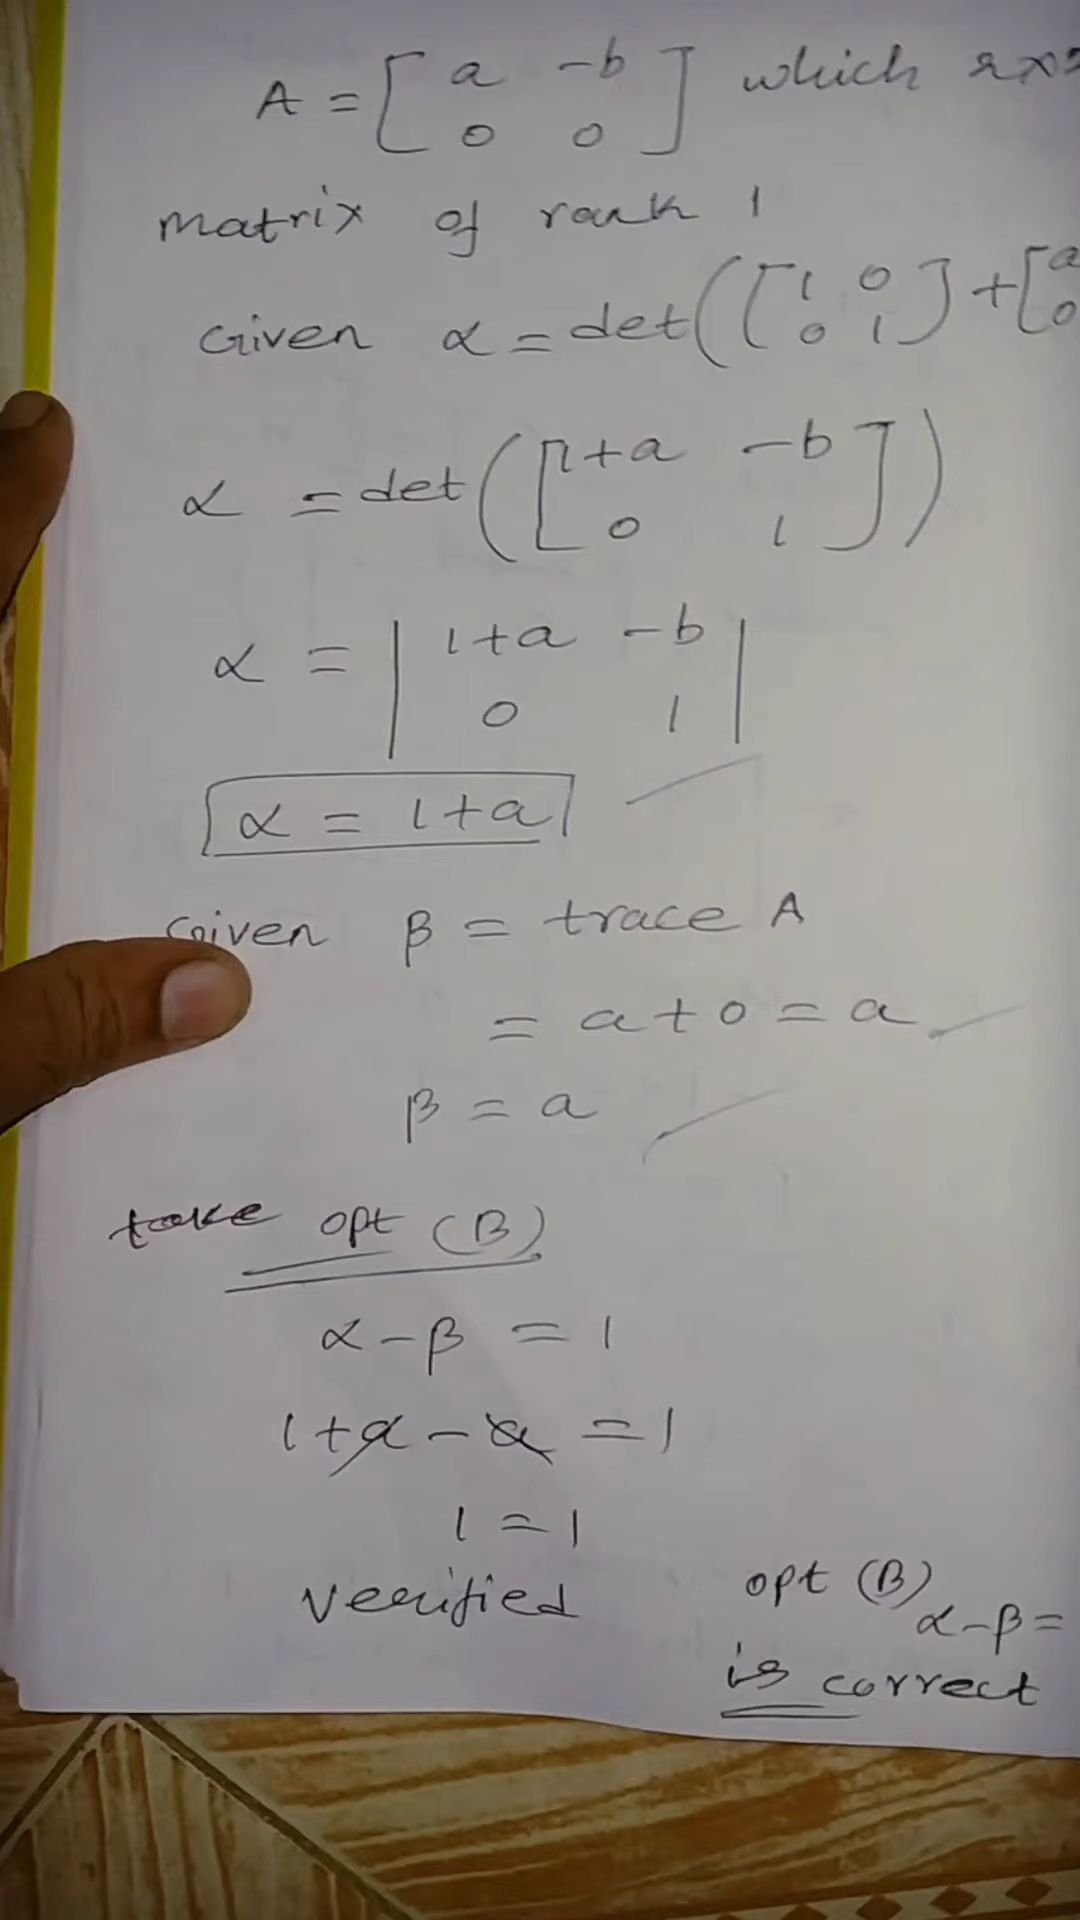 A = [ a -b
0 0 ] which
matrix of rank 1
Given α = det([ 1 0
0 1 ] + [ a
0
α = det([ 1+a -b
0 1 ])
α = | 1+a -b
0 1 |
α = 1+a
Given β = trace A
= a+0 = a
β = a
take opt (B)
α-β = 1
1+a-a = 1
1 = 1
verified
opt (B)
α-β =
is correct